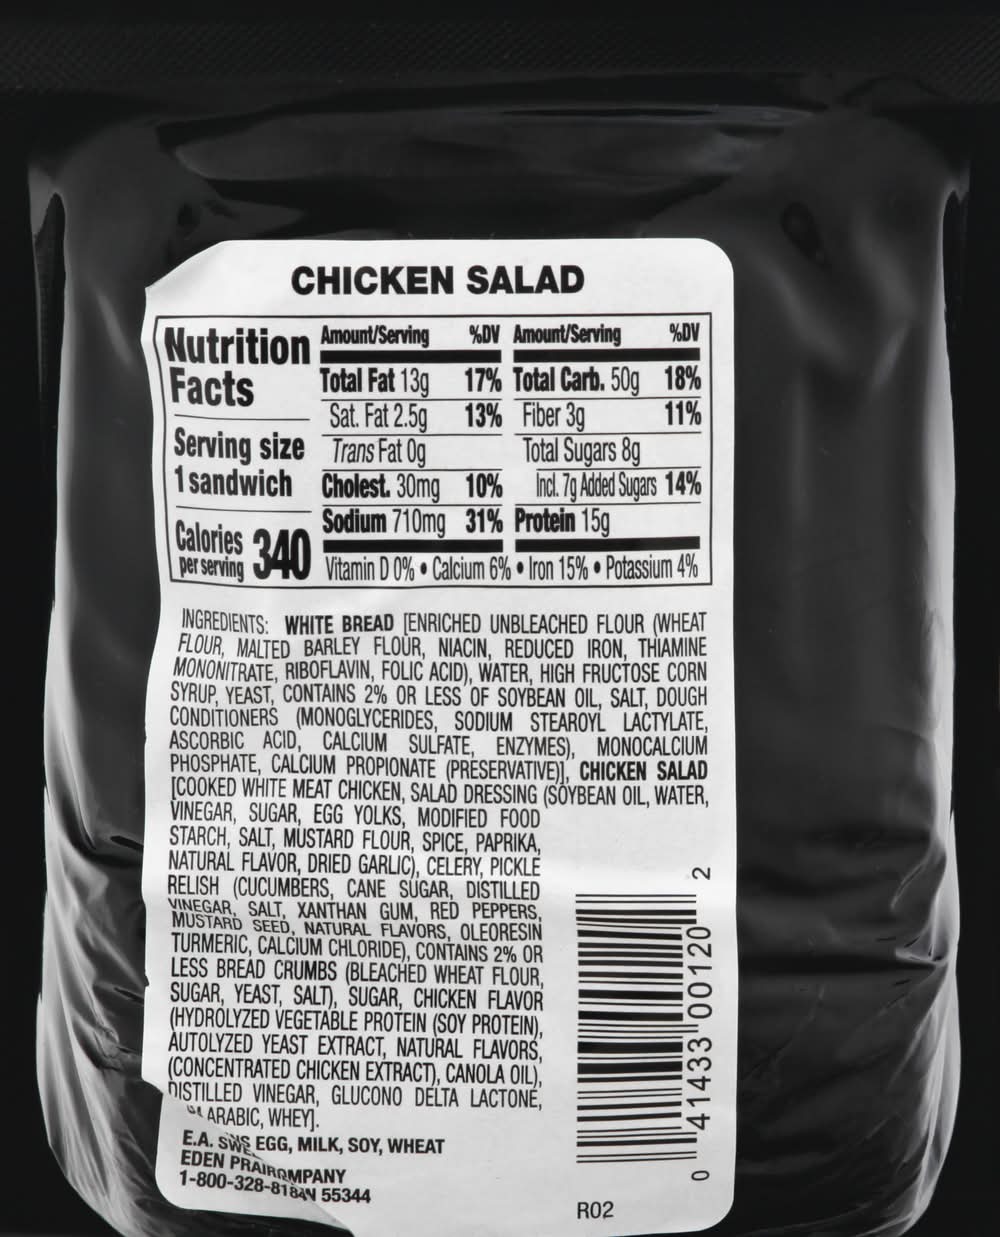 CHICKEN SALAD
Nutrition
Facts
Serving size
1 sandwich
Calories
per serving 340
Amount/Serving %DV
Total Fat 13g 17%
Sat. Fat 2.5g 13%
Trans Fat 0g
Cholest. 30mg 10%
Sodium 710mg 31%
Amount/Serving %DV
Total Carb. 50g 18%
Fiber 3g 11%
Total Sugars 8g
Incl. 7g Added Sugars 14%
Protein 15g
Vitamin D 0% • Calcium 6% • Iron 15% • Potassium 4%
INGREDIENTS: WHITE BREAD [ENRICHED UNBLEACHED FLOUR (WHEAT
FLOUR, MALTED BARLEY FLOUR, NIACIN, REDUCED IRON, THIAMINE
MONONITRATE, RIBOFLAVIN, FOLIC ACID), WATER, HIGH FRUCTOSE CORN
SYRUP, YEAST, CONTAINS 2% OR LESS OF SOYBEAN OIL, SALT, DOUGH
CONDITIONERS (MONOGLYCERIDES, SODIUM STEAROYL LACTYLATE,
ASCORBIC ACID, CALCIUM SULFATE, ENZYMES), MONOCALCIUM
PHOSPHATE, CALCIUM PROPIONATE (PRESERVATIVE)], CHICKEN SALAD
[COOKED WHITE MEAT CHICKEN, SALAD DRESSING (SOYBEAN OIL, WATER,
VINEGAR, SUGAR, EGG YOLKS, MODIFIED FOOD
STARCH, SALT, MUSTARD FLOUR, SPICE, PAPRIKA,
NATURAL FLAVOR, DRIED GARLIC), CELERY, PICKLE
RELISH (CUCUMBERS, CANE SUGAR, DISTILLED
VINEGAR, SALT, XANTHAN GUM, RED PEPPERS,
MUSTARD SEED, NATURAL FLAVORS, OLEORESIN
TURMERIC, CALCIUM CHLORIDE), CONTAINS 2% OR
LESS BREAD CRUMBS (BLEACHED WHEAT FLOUR,
SUGAR, YEAST, SALT), SUGAR, CHICKEN FLAVOR
(HYDROLYZED VEGETABLE PROTEIN (SOY PROTEIN),
AUTOLYZED YEAST EXTRACT, NATURAL FLAVORS,
(CONCENTRATED CHICKEN EXTRACT), CANOLA OIL),
DISTILLED VINEGAR, GLUCONO DELTA LACTONE,
ARABIC, WHEY].
EGG, MILK, SOY, WHEAT
E.A.
EDEN
1-800-328-8184 55344
0 41433 00120 2
R02